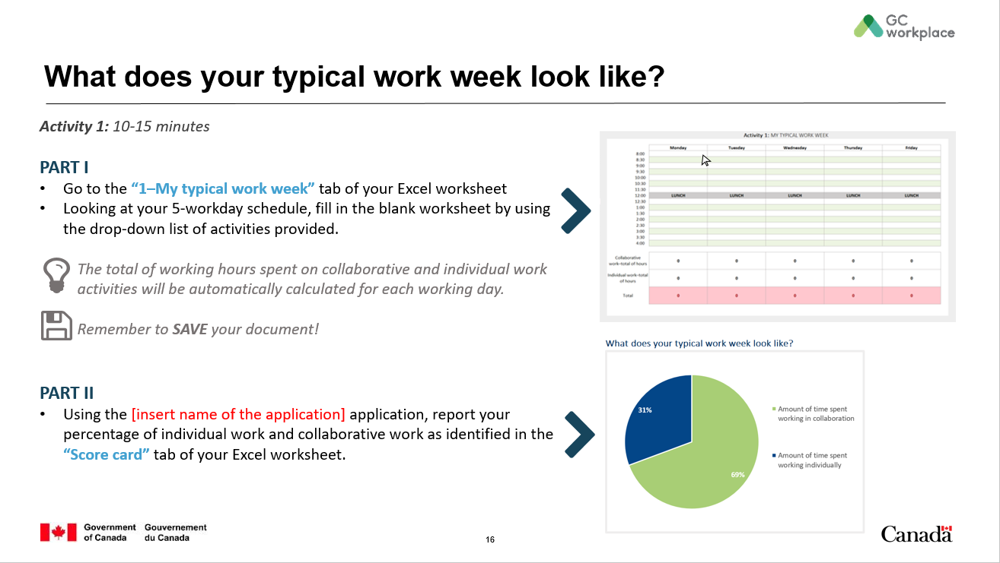 GC
workplace
What does your typical work week look like?
Activity 1: 10-15 minutes
PART I
• Go to the “1–My typical work week” tab of your Excel worksheet
• Looking at your 5-workday schedule, fill in the blank worksheet by using
the drop-down list of activities provided.
The total of working hours spent on collaborative and individual work
activities will be automatically calculated for each working day.
Remember to SAVE your document!
PART II
• Using the [insert name of the application] application, report your
percentage of individual work and collaborative work as identified in the
“Score card” tab of your Excel worksheet.
Activity 1: MY TYPICAL WORK WEEK
Monday Tuesday Wednesday Thursday Friday
8:00
8:30
9:00
9:30
10:00
10:30
11:30
12:00 LUNCH LUNCH LUNCH LUNCH LUNCH
12:30
1:00
1:30
2:00
2:30
3:00
3:30
4:00
Collaborative
work-total of hours 0 0 0 0 0
Individual work-total
of hours 0 0 0 0 0
Total 0 0 0 0 0
What does your typical work week look like?
31%
69%
Amount of time spent
working in collaboration
Amount of time spent
working individually
Government
of Canada
Gouvernement
du Canada
16
Canada